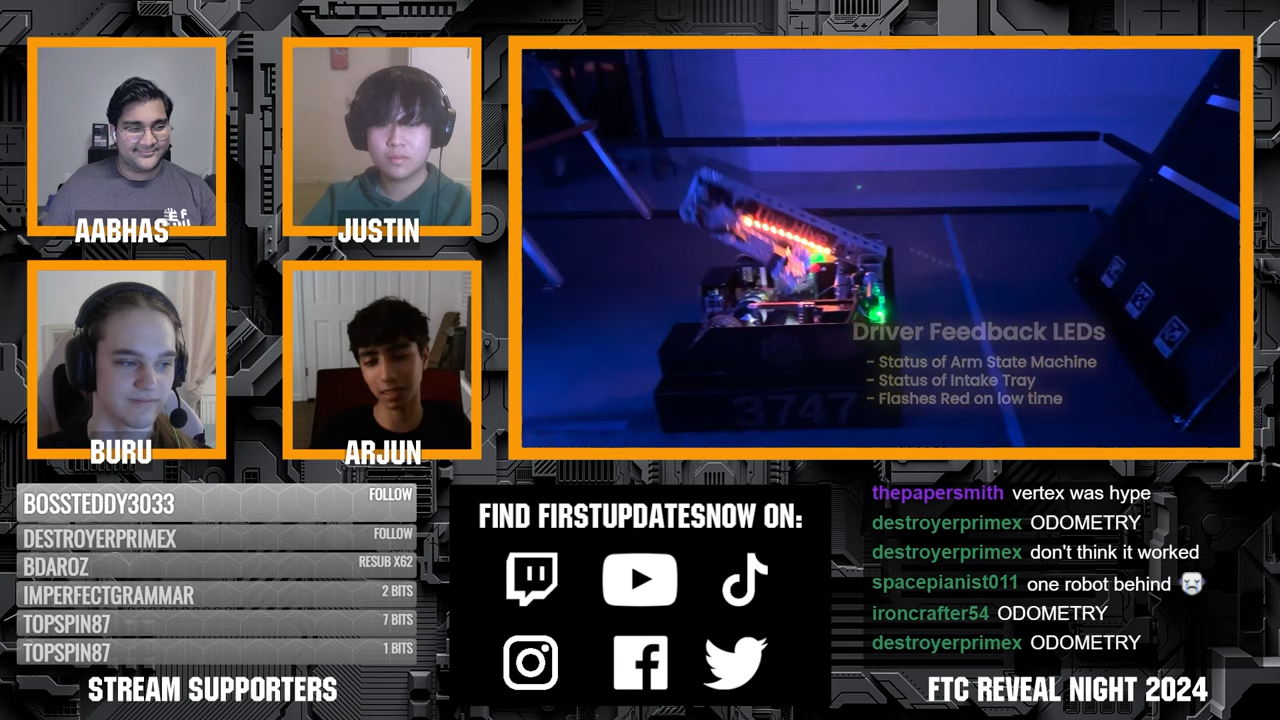 AABHAS
JUSTIN
BURU
ARJUN
Driver Feedback LEDs
- Status of Arm State Machine
- Status of Intake Tray
- Flashes Red on low time
3747
BOSSTEDDY3033 FOLLOW
DESTROYERPRIMEX FOLLOW
BDAROZ RESUB X62
IMPERFECTGRAMMAR 2 BITS
TOPSPIN87 7 BITS
TOPSPIN87 1 BITS
STREAM SUPPORTERS
FIND FIRSTUPDATESNOW ON:
thepapersmith vertex was hype
destroyerprimex ODOMETRY
destroyerprimex don't think it worked
spacepianist011 one robot behind
ironcrafter54 ODOMETRY
destroyerprimex ODOMETRY
FTC REVEAL NIGHT 2024